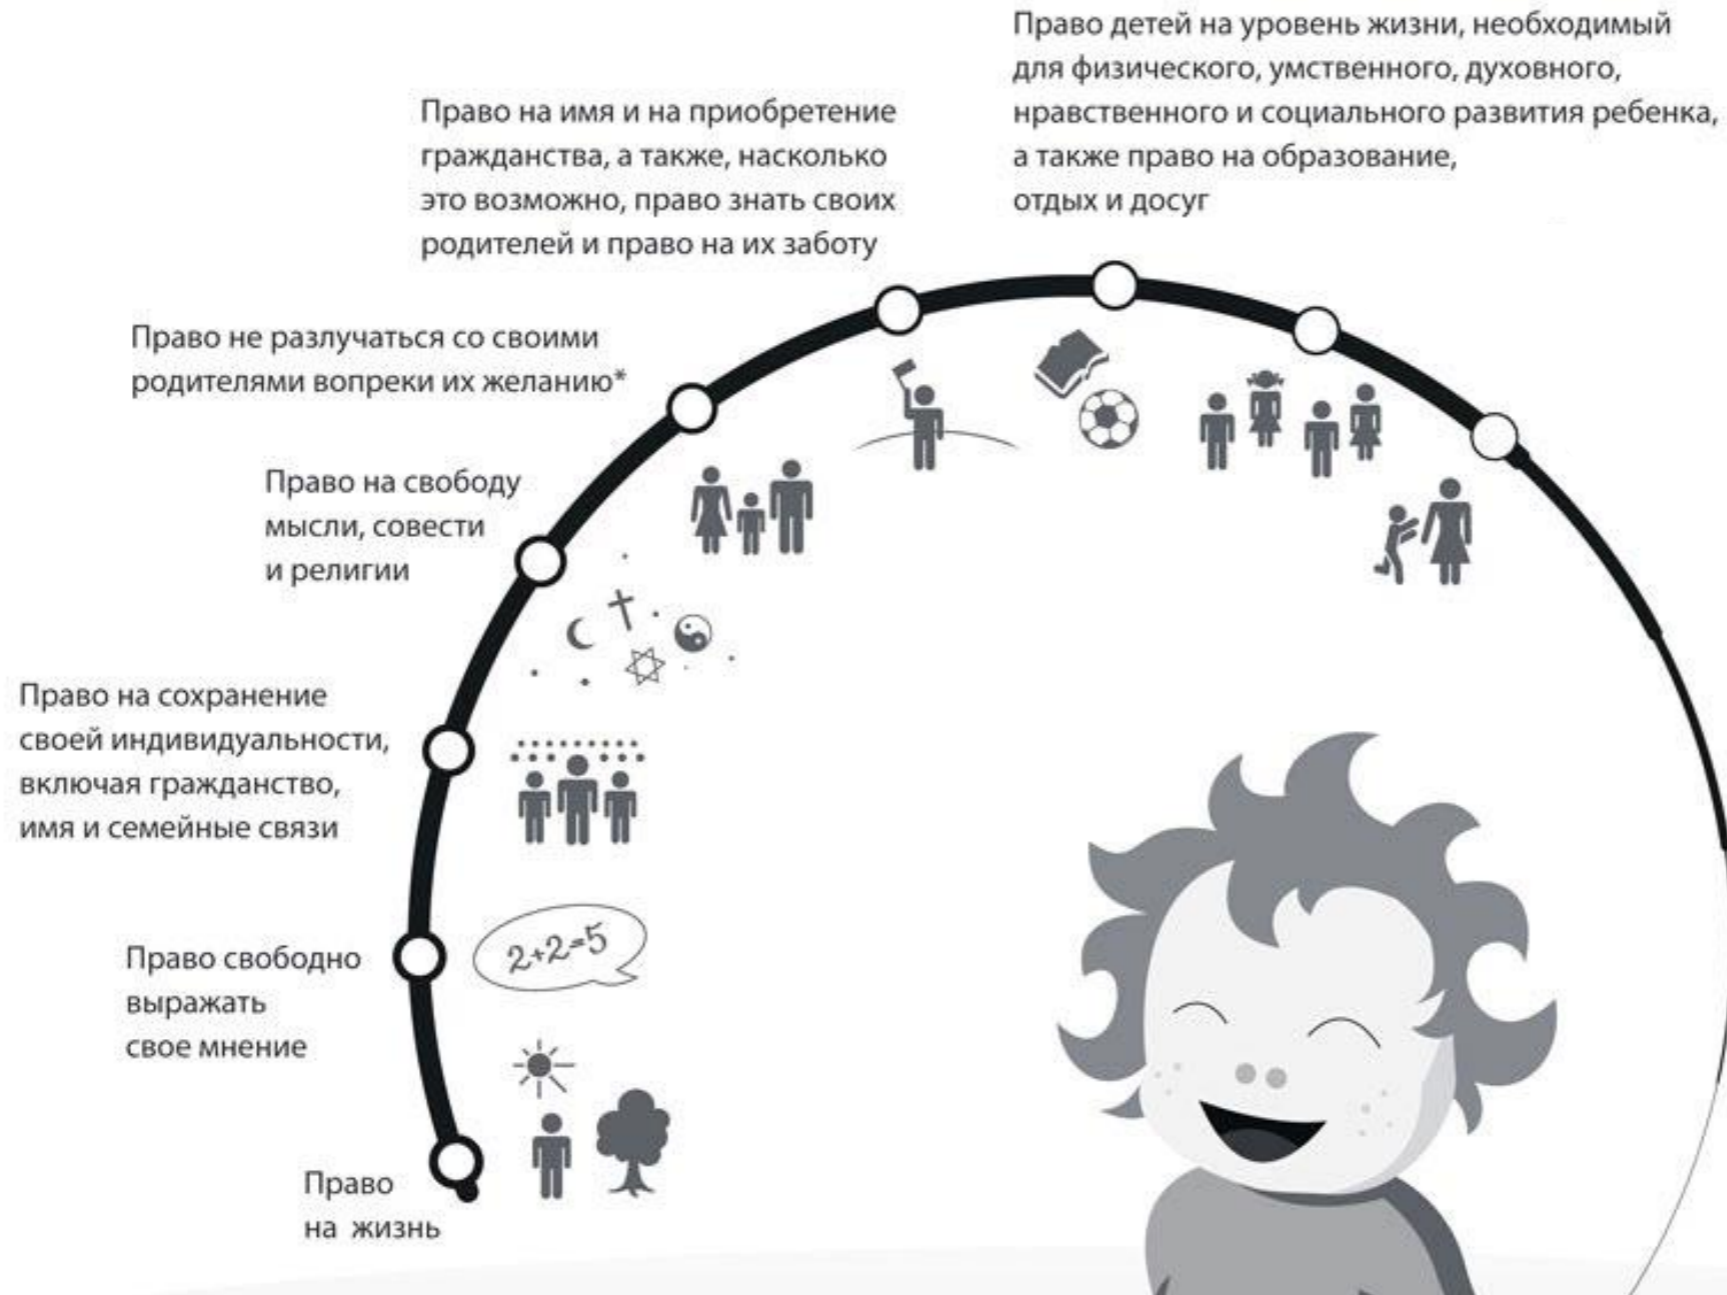 Право детей на уровень жизни, необходимый
для физического, умственного, духовного,
нравственного и социального развития ребенка,
а также право на образование,
отдых и досуг
Право на имя и на приобретение
гражданства, а также, насколько
это возможно, право знать своих
родителей и право на их заботу
Право не разлучаться со своими
родителями вопреки их желанию*
Право на свободу
мысли, совести
и религии
Право на сохранение
своей индивидуальности,
включая гражданство,
имя и семейные связи
Право свободно
выражать
свое мнение
2+2=5
Право
на жизнь